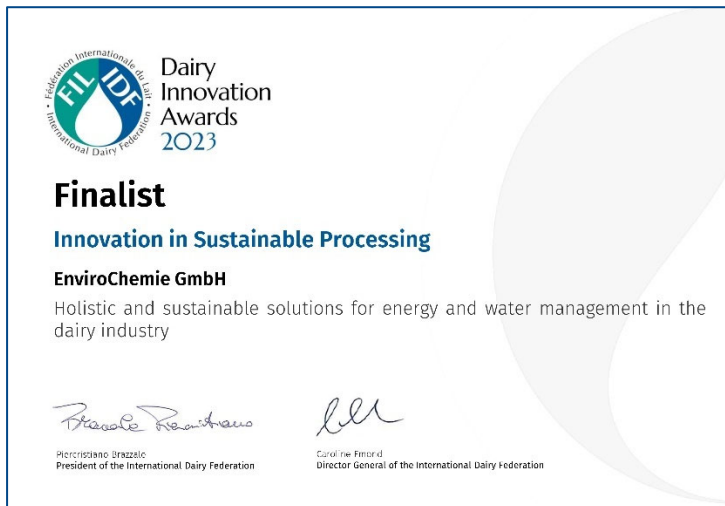 Fédération Internationale du Lait
FIL IDF
International Dairy Federation
Dairy
Innovation
Awards
2023
Finalist
Innovation in Sustainable Processing
EnviroChemie GmbH
Holistic and sustainable solutions for energy and water management in the
dairy industry
Piercristiano Brazzale
President of the International Dairy Federation
Caroline Emond
Director General of the International Dairy Federation